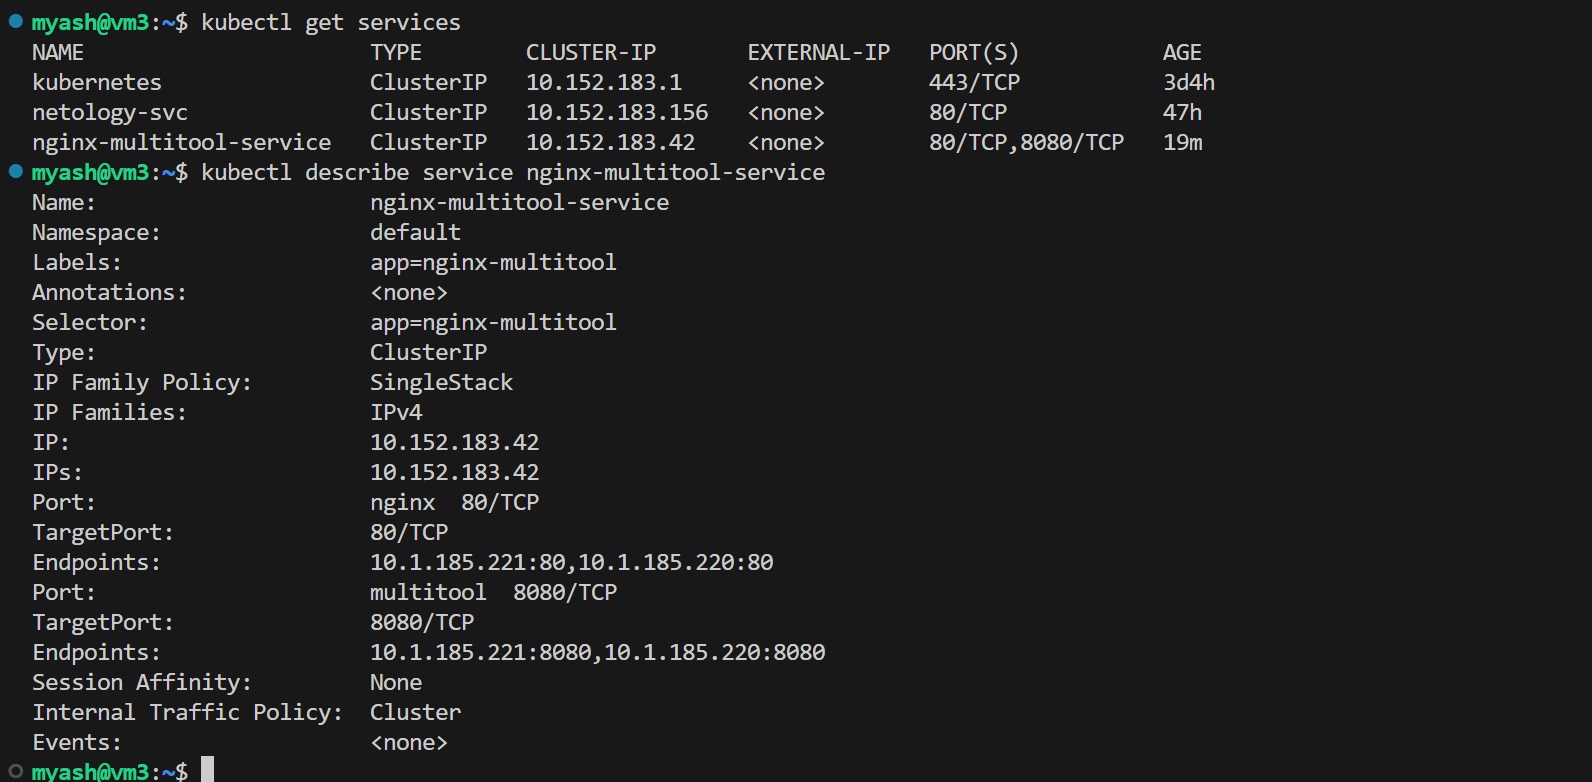 myash@vm3:~$ kubectl get services
NAME TYPE CLUSTER-IP EXTERNAL-IP PORT(S) AGE
kubernetes ClusterIP 10.152.183.1 <none> 443/TCP 3d4h
netology-svc ClusterIP 10.152.183.156 <none> 80/TCP 47h
nginx-multitool-service ClusterIP 10.152.183.42 <none> 80/TCP,8080/TCP 19m
myash@vm3:~$ kubectl describe service nginx-multitool-service
Name: nginx-multitool-service
Namespace: default
Labels: app=nginx-multitool
Annotations: <none>
Selector: app=nginx-multitool
Type: ClusterIP
IP Family Policy: SingleStack
IP Families: IPv4
IP: 10.152.183.42
IPs: 10.152.183.42
Port: nginx 80/TCP
TargetPort: 80/TCP
Endpoints: 10.1.185.221:80,10.1.185.220:80
Port: multitool 8080/TCP
TargetPort: 8080/TCP
Endpoints: 10.1.185.221:8080,10.1.185.220:8080
Session Affinity: None
Internal Traffic Policy: Cluster
Events: <none>
myash@vm3:~$